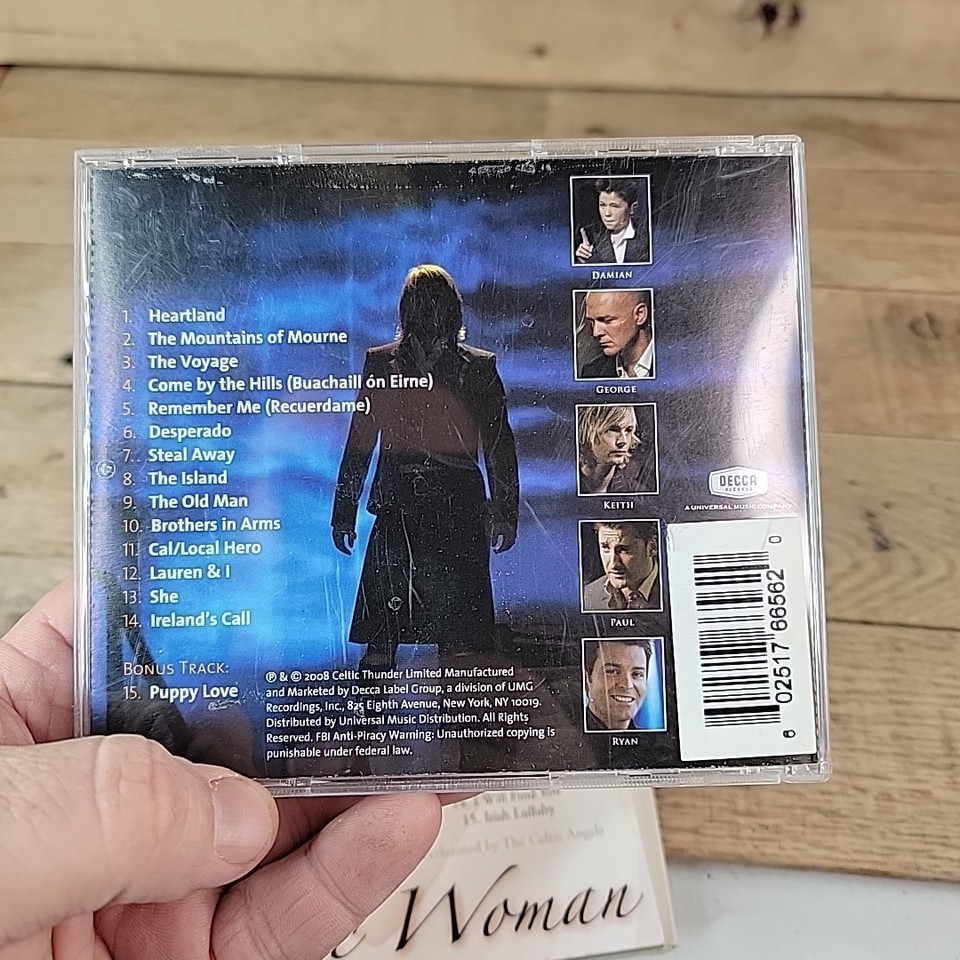 1. Heartland
2. The Mountains of Mourne
3. The Voyage
4. Come by the Hills (Buachaill ón Eirne)
5. Remember Me (Recuerdame)
6. Desperado
7. Steal Away
8. The Island
9. The Old Man
10. Brothers in Arms
11. Cal/Local Hero
12. Lauren & I
13. She
14. Ireland's Call
BONUS TRACK:
15. Puppy Love
℗ & © 2008 Celtic Thunder Limited Manufactured
and Marketed by Decca Label Group, a division of UMG
Recordings, Inc., 825 Eighth Avenue, New York, NY 10019.
Distributed by Universal Music Distribution. All Rights
Reserved. FBI Anti-Piracy Warning: Unauthorized copying is
punishable under federal law.
DAMIAN
GEORGE
KEITH
PAUL
RYAN
DECCA
RECORDS
A UNIVERSAL MUSIC COMPANY
6 02517 66562 0
15. Irish Lullaby
by The Celtic Angels
Woman